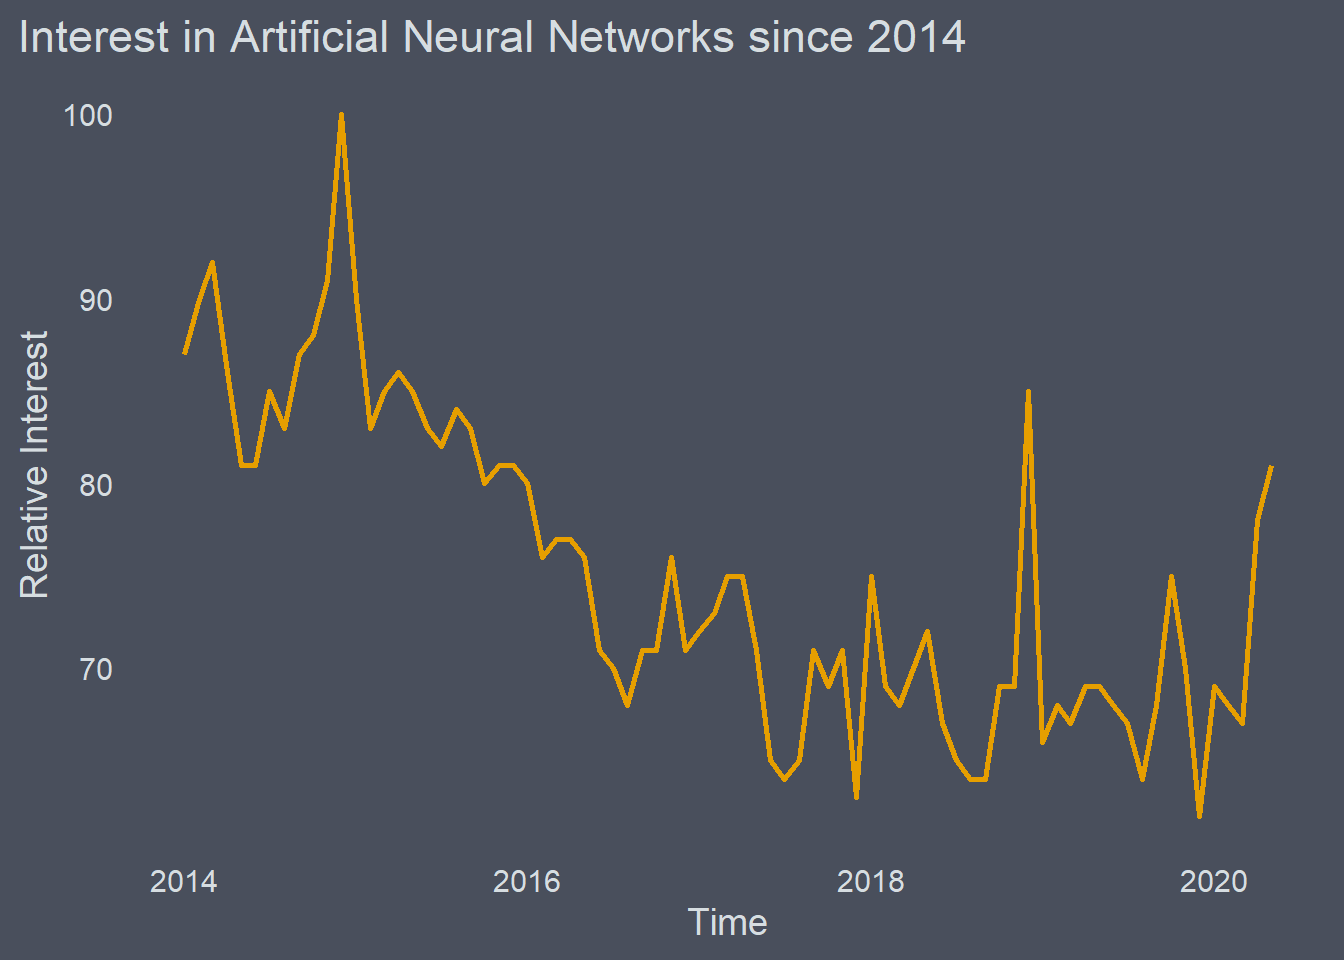 Interest in Artificial Neural Networks since 2014
100
90
80
70
Relative Interest
2014 2016 2018 2020
Time